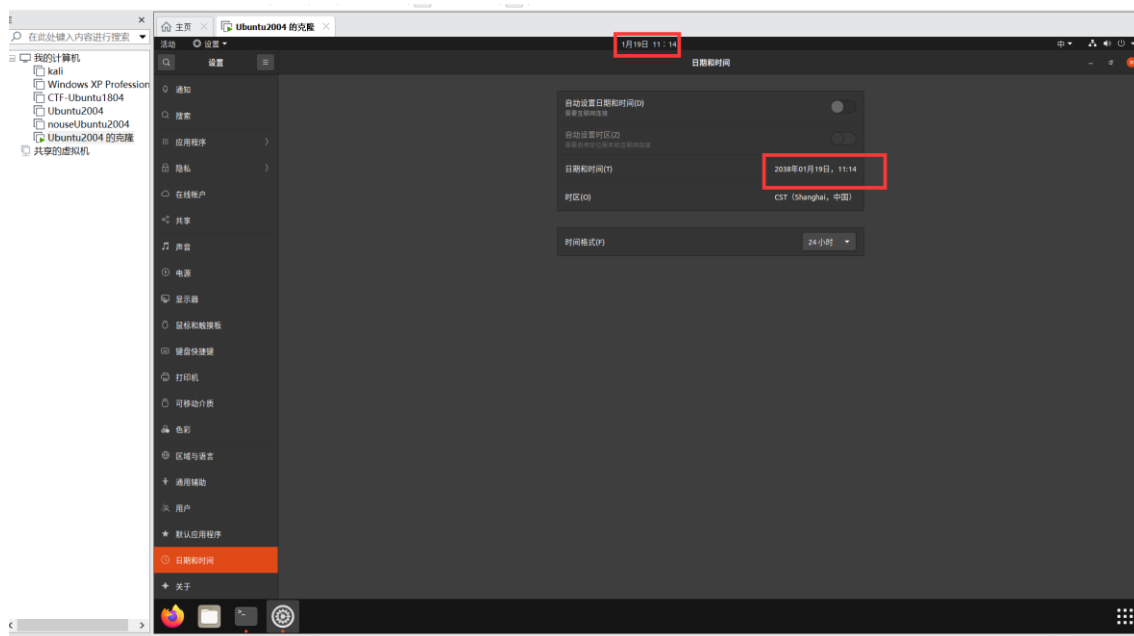 主页
Ubuntu2004 的克隆
在此处键入内容进行搜索
我的计算机
kali
Windows XP Profession
CTF-Ubuntu1804
Ubuntu2004
nouseUbuntu2004
Ubuntu2004 的克隆
共享的虚拟机
活动
设置
1月19日 11:14
中
设置
日期和时间
通知
搜索
应用程序
隐私
在线帐户
共享
声音
电源
显示器
鼠标和触摸板
键盘快捷键
打印机
可移动介质
色彩
区域与语言
通用辅助
用户
默认应用程序
日期和时间
关于
自动设置日期和时间(D)
需要互联网连接
自动设置时区(Z)
日期和时间(T)
2038年01月19日，11:14
时区(O)
CST（Shanghai，中国）
时间格式(F)
24 小时